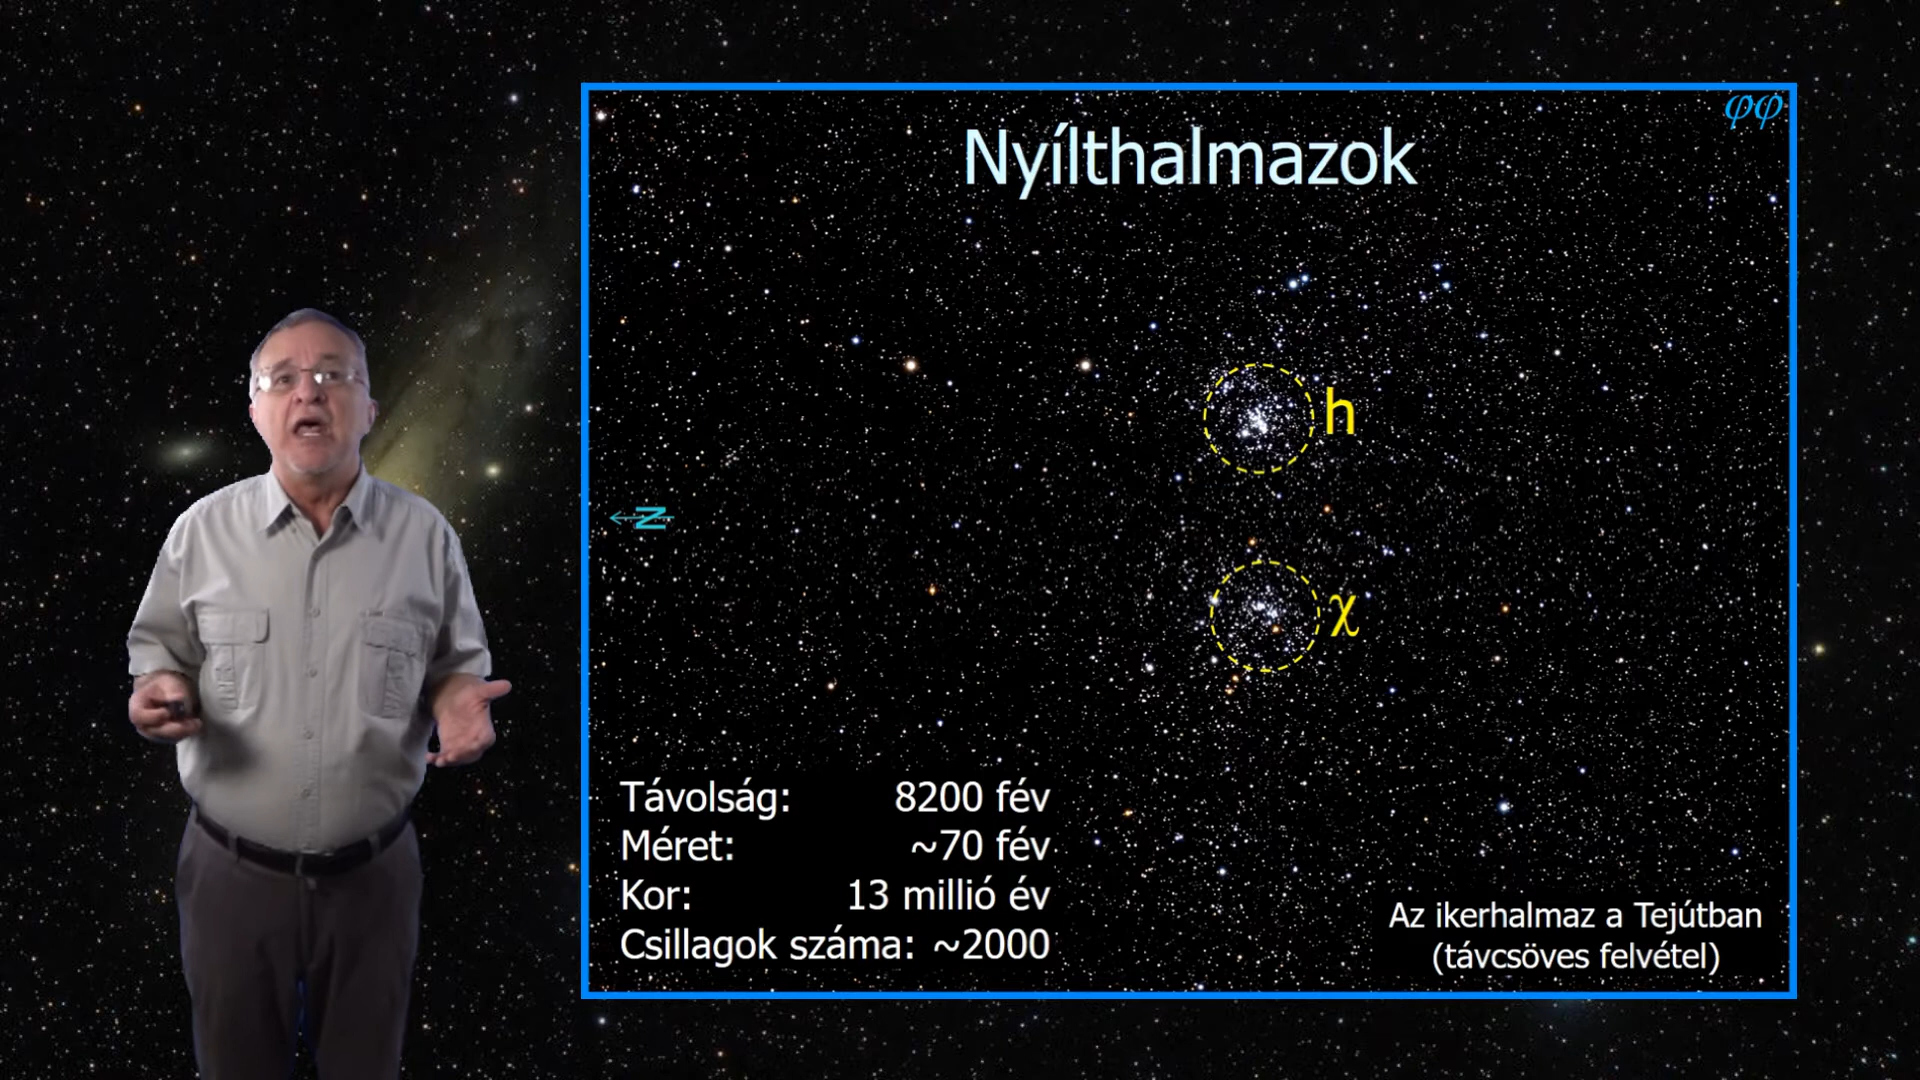 φφ
Nyílthalmazok
h
N
χ
Távolság: 8200 fév
Méret: ~70 fév
Kor: 13 millió év
Csillagok száma: ~2000
Az ikerhalmaz a Tejútban
(távcsöves felvétel)